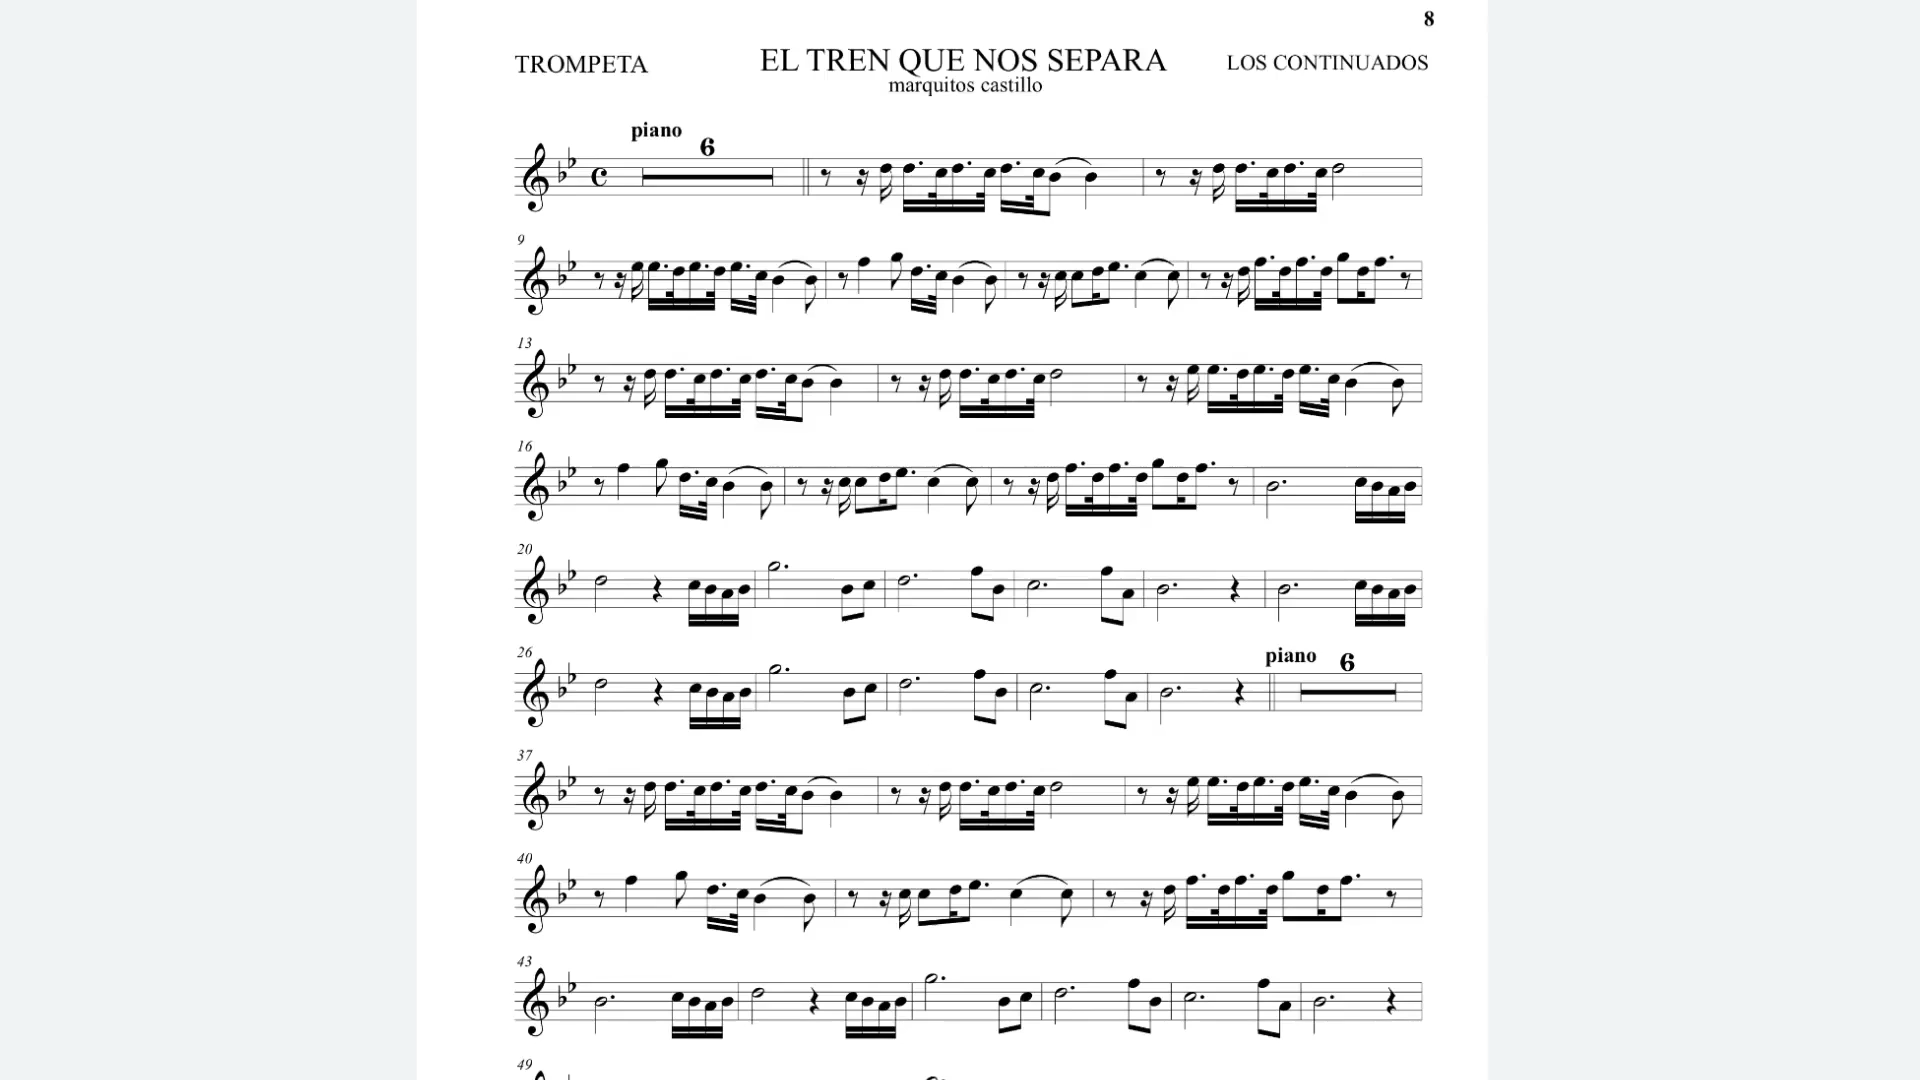 8
TROMPETA EL TREN QUE NOS SEPARA LOS CONTINUADOS
marquitos castillo
piano
6
9
13
16
20
26
piano 6
37
40
43
49